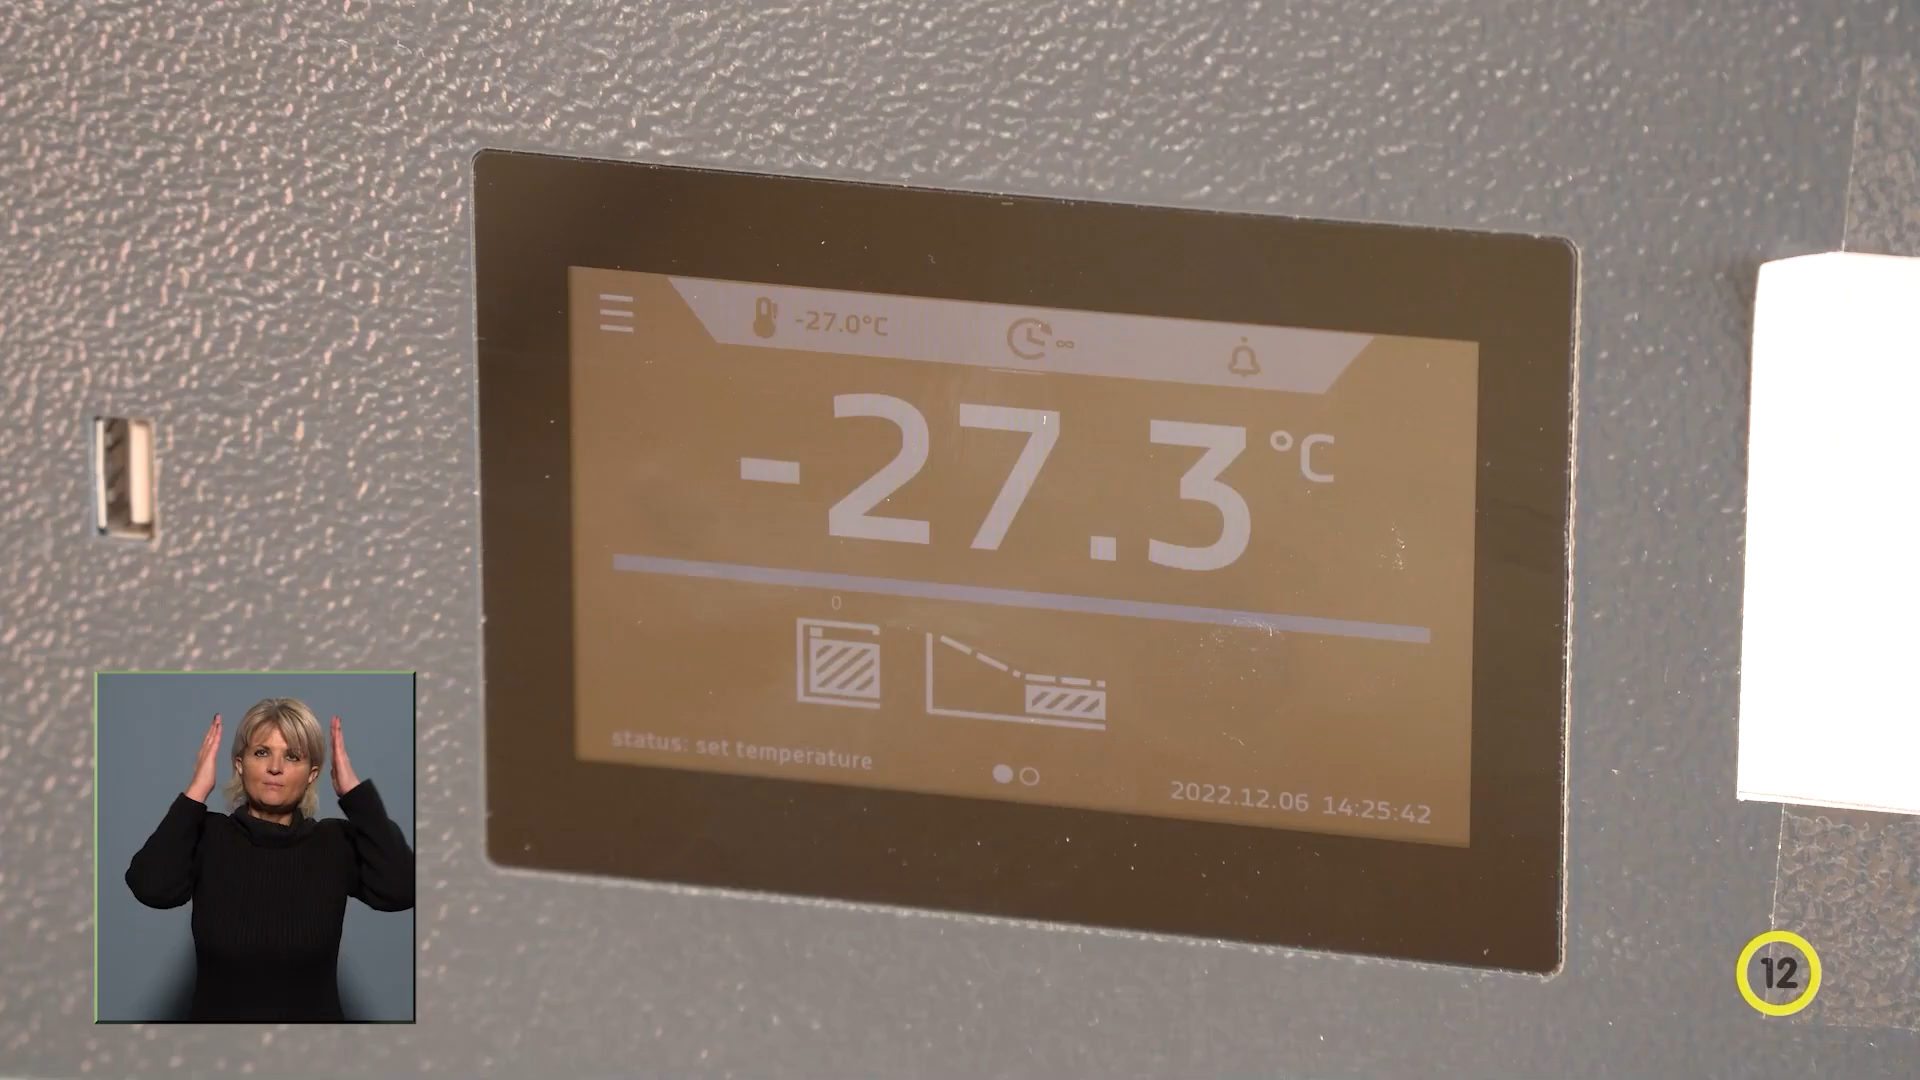 -27.0°C ∞
-27.3 °C
0
status: set temperature
2022.12.06 14:25:42
12